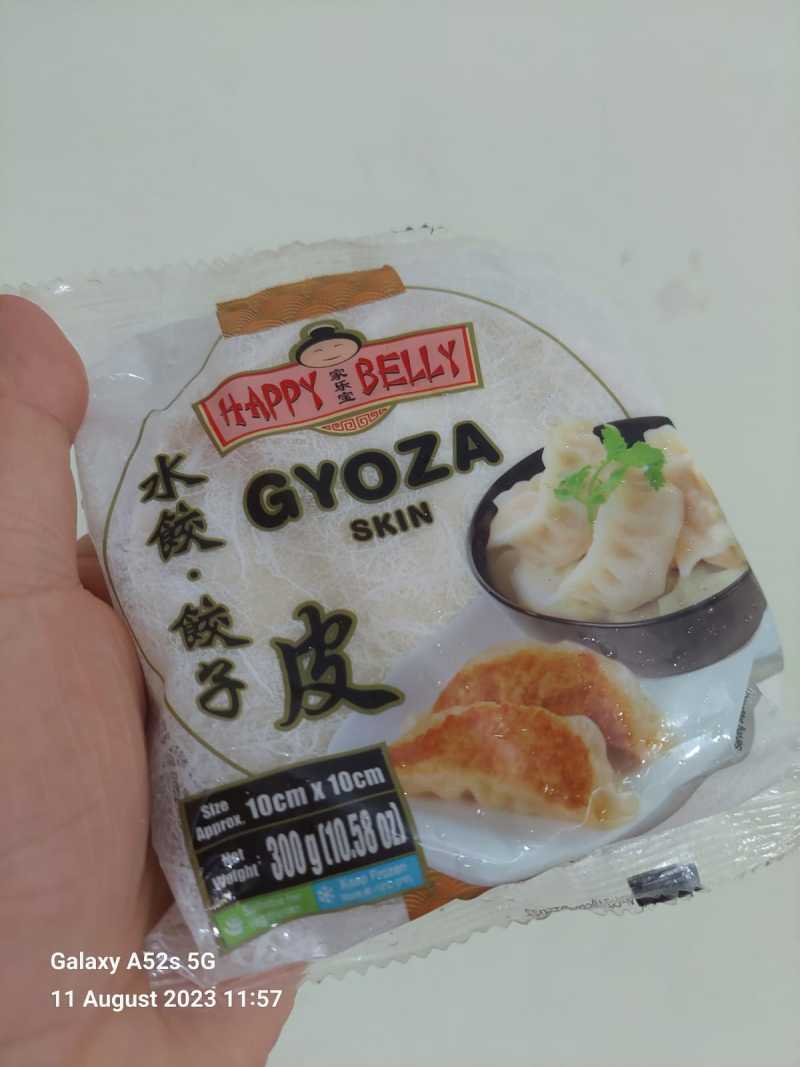 HAPPY 家乐宝 BELLY
GYOZA
SKIN
水餃·餃子
皮
Size
Approx. 10cm x 10cm
Net
Weight 300g (10.58 oz)
Keep Frozen
Galaxy A52s 5G
11 August 2023 11:57